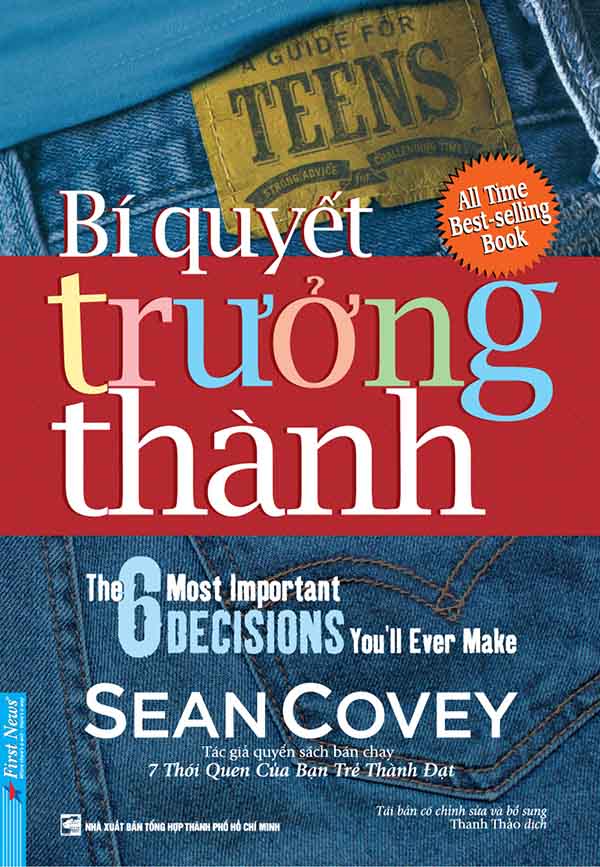 A GUIDE FOR
TEENS
STRONG ADVICE for CHALLENGING TIMES
Bí quyết
All Time
Best-selling
Book
trưởng
thành
The 6 Most Important
DECISIONS You'll Ever Make
SEAN COVEY
Tác giả quyển sách bán chạy
7 Thói Quen Của Bạn Trẻ Thành Đạt
First News
Tái bản có chỉnh sửa và bổ sung
Thanh Thảo dịch
NHÀ XUẤT BẢN TỔNG HỢP THÀNH PHỐ HỒ CHÍ MINH